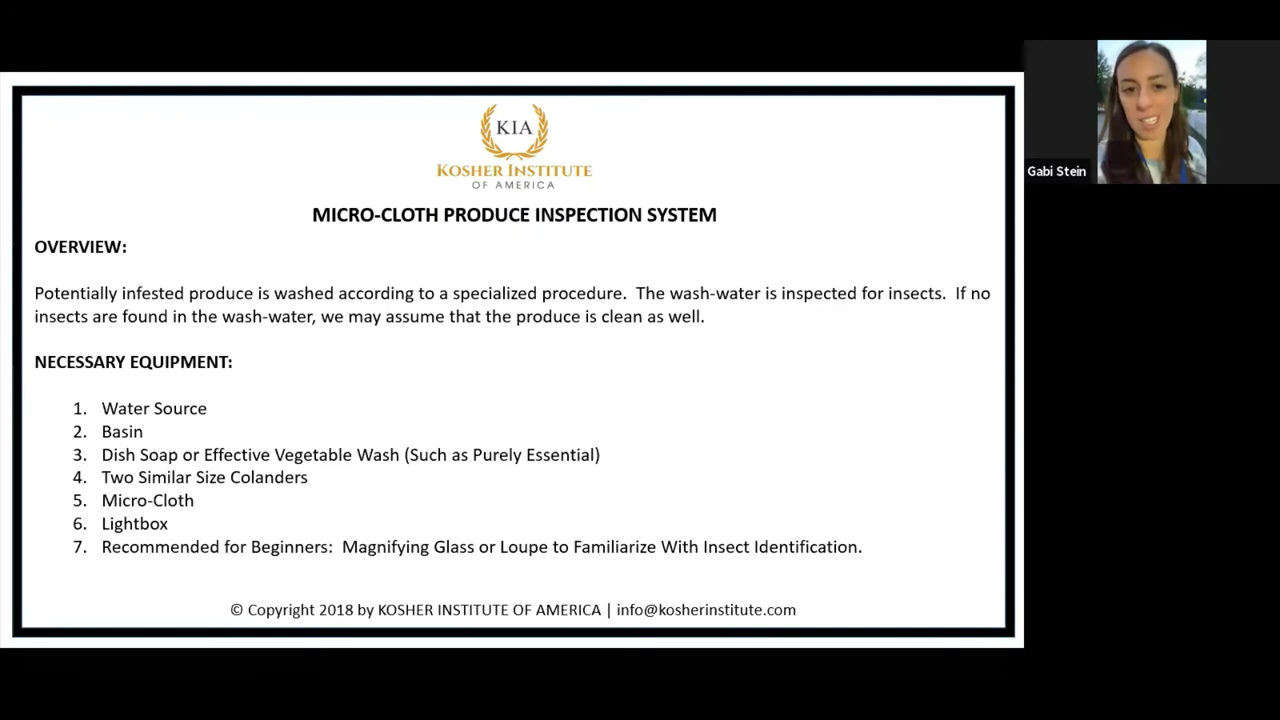 KIA
KOSHER INSTITUTE
OF AMERICA
MICRO-CLOTH PRODUCE INSPECTION SYSTEM
OVERVIEW:
Potentially infested produce is washed according to a specialized procedure. The wash-water is inspected for insects. If no
insects are found in the wash-water, we may assume that the produce is clean as well.
NECESSARY EQUIPMENT:
1. Water Source
2. Basin
3. Dish Soap or Effective Vegetable Wash (Such as Purely Essential)
4. Two Similar Size Colanders
5. Micro-Cloth
6. Lightbox
7. Recommended for Beginners: Magnifying Glass or Loupe to Familiarize With Insect Identification.
© Copyright 2018 by KOSHER INSTITUTE OF AMERICA | info@kosherinstitute.com
Gabi Stein